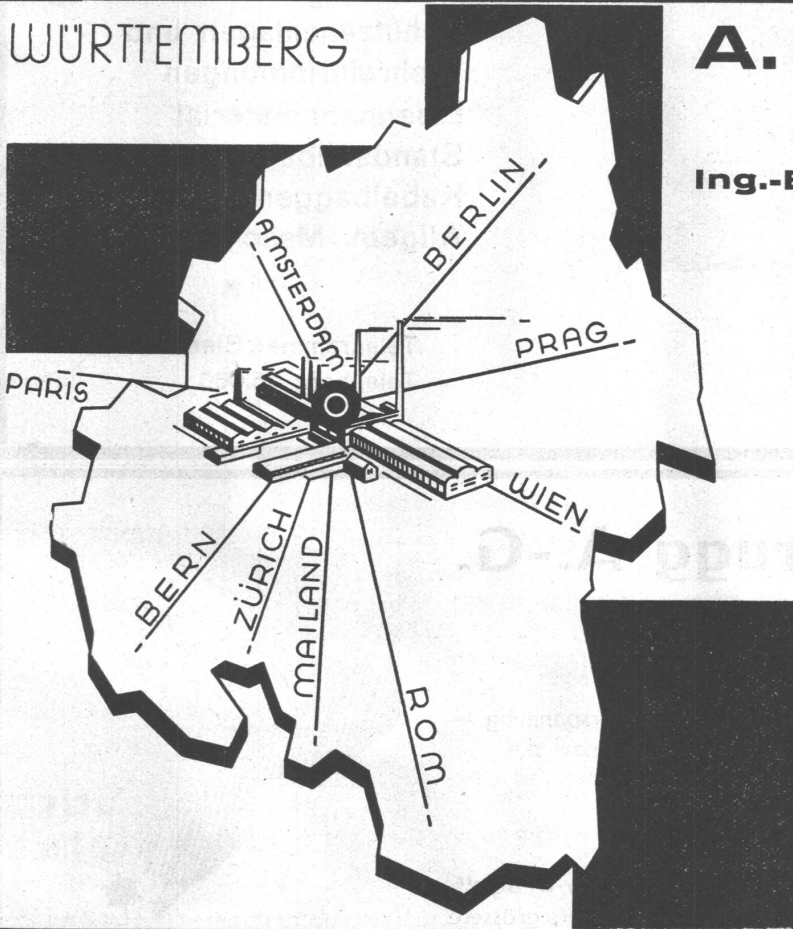 WÜRTTEMBERG
A.
Ing.-E
AMSTERDAM
BERLIN
PRAG
PARIS
WIEN
BERN
ZÜRICH
MAILAND
ROM